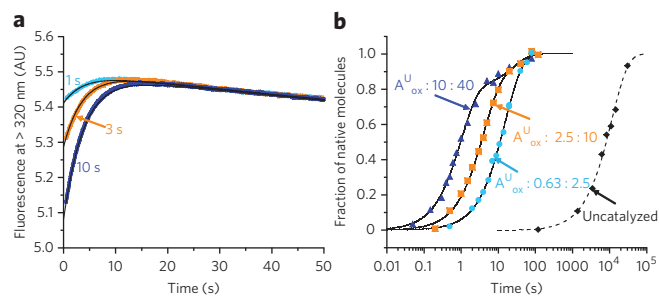 a
Fluorescence at > 320 nm (AU)
5.6
5.5
5.4
5.3
5.2
5.1
5.0
1 s
3 s
10 s
0 10 20 30 40 50
Time (s)
b
Fraction of native molecules
1.0
0.8
0.6
0.4
0.2
0.0
A^U_ox : 10 : 40
A^U_ox : 2.5 : 10
A^U_ox : 0.63 : 2.5
Uncatalyzed
0.01 0.1 1 10 100 1000 10^4 10^5
Time (s)